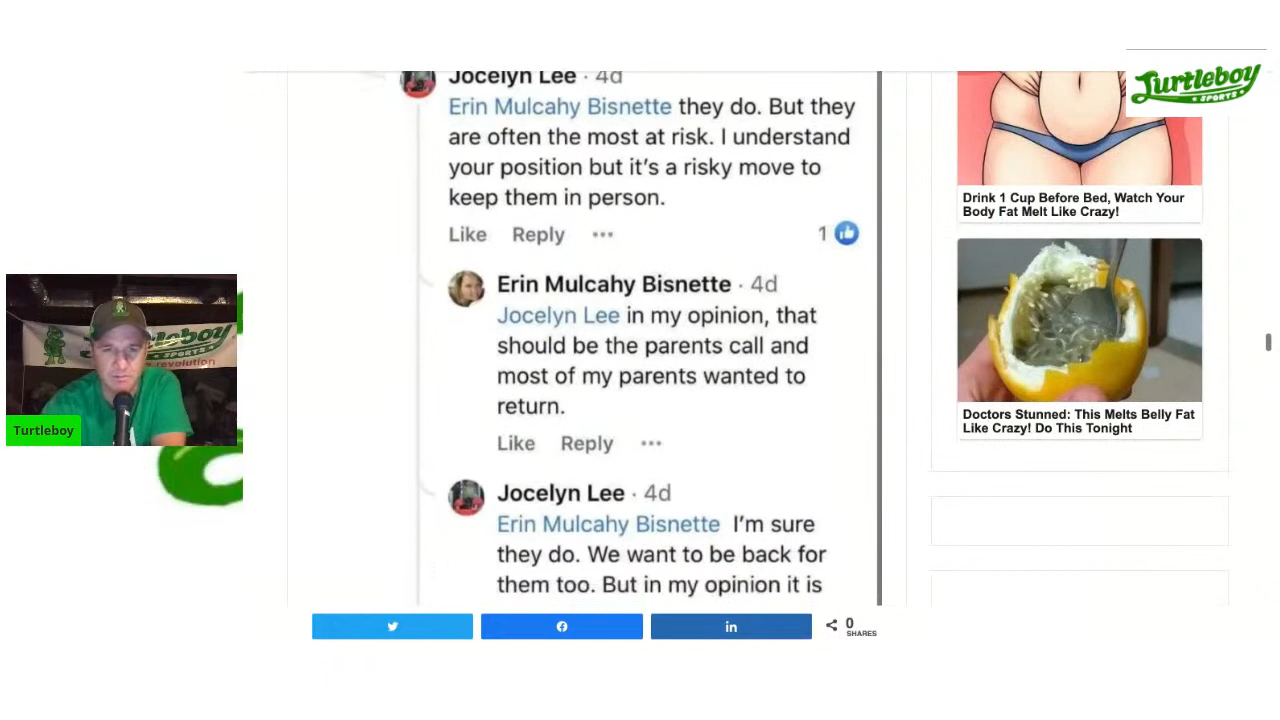 Jocelyn Lee · 4d
Erin Mulcahy Bisnette they do. But they
are often the most at risk. I understand
your position but it's a risky move to
keep them in person.
Like Reply ••• 1
Erin Mulcahy Bisnette · 4d
Jocelyn Lee in my opinion, that
should be the parents call and
most of my parents wanted to
return.
Like Reply •••
Jocelyn Lee · 4d
Erin Mulcahy Bisnette I'm sure
they do. We want to be back for
them too. But in my opinion it is
0
SHARES
Turtleboy
SPORTS
Drink 1 Cup Before Bed, Watch Your
Body Fat Melt Like Crazy!
Doctors Stunned: This Melts Belly Fat
Like Crazy! Do This Tonight
Turtleboy
SPORTS
revolution
Turtleboy